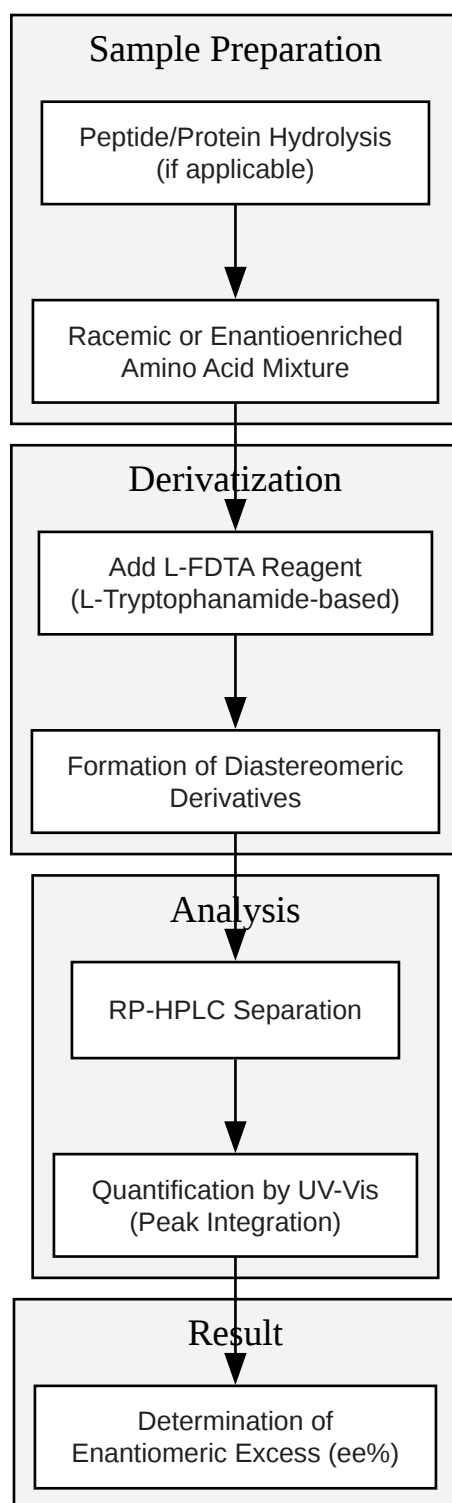 Sample Preparation
Peptide/Protein Hydrolysis
(if applicable)
Racemic or Enantioenriched
Amino Acid Mixture
Derivatization
Add L-FDTA Reagent
(L-Tryptophanamide-based)
Formation of Diastereomeric
Derivatives
Analysis
RP-HPLC Separation
Quantification by UV-Vis
(Peak Integration)
Result
Determination of
Enantiomeric Excess (ee%)